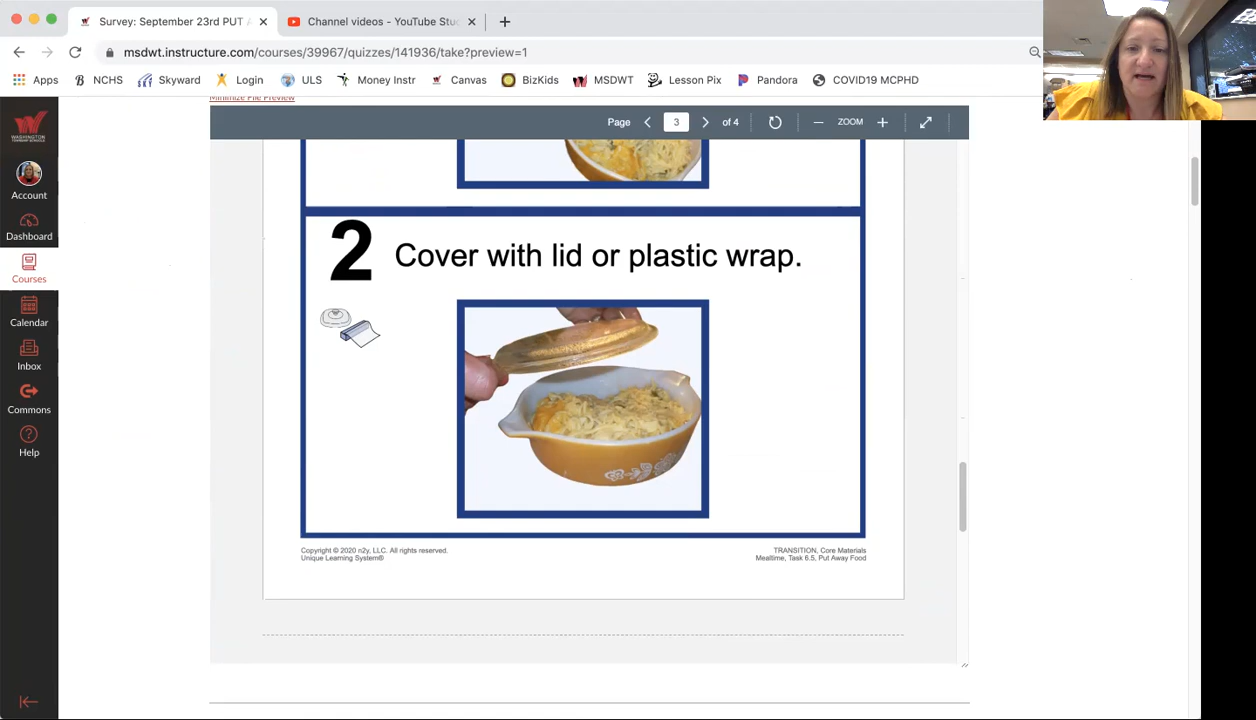 Survey: September 23rd PUT
Channel videos - YouTube Stu
msdwt.instructure.com/courses/39967/quizzes/141936/take?preview=1
Apps NCHS Skyward Login ULS Money Instr Canvas BizKids MSDWT Lesson Pix Pandora COVID19 MCPHD
Minimize File Preview
Page 3 of 4 ZOOM
WASHINGTON
TOWNSHIP SCHOOLS
Account
Dashboard
Courses
Calendar
Inbox
Commons
Help
2 Cover with lid or plastic wrap.
Copyright © 2020 n2y, LLC. All rights reserved.
Unique Learning System®
TRANSITION, Core Materials
Mealtime, Task 6.5, Put Away Food